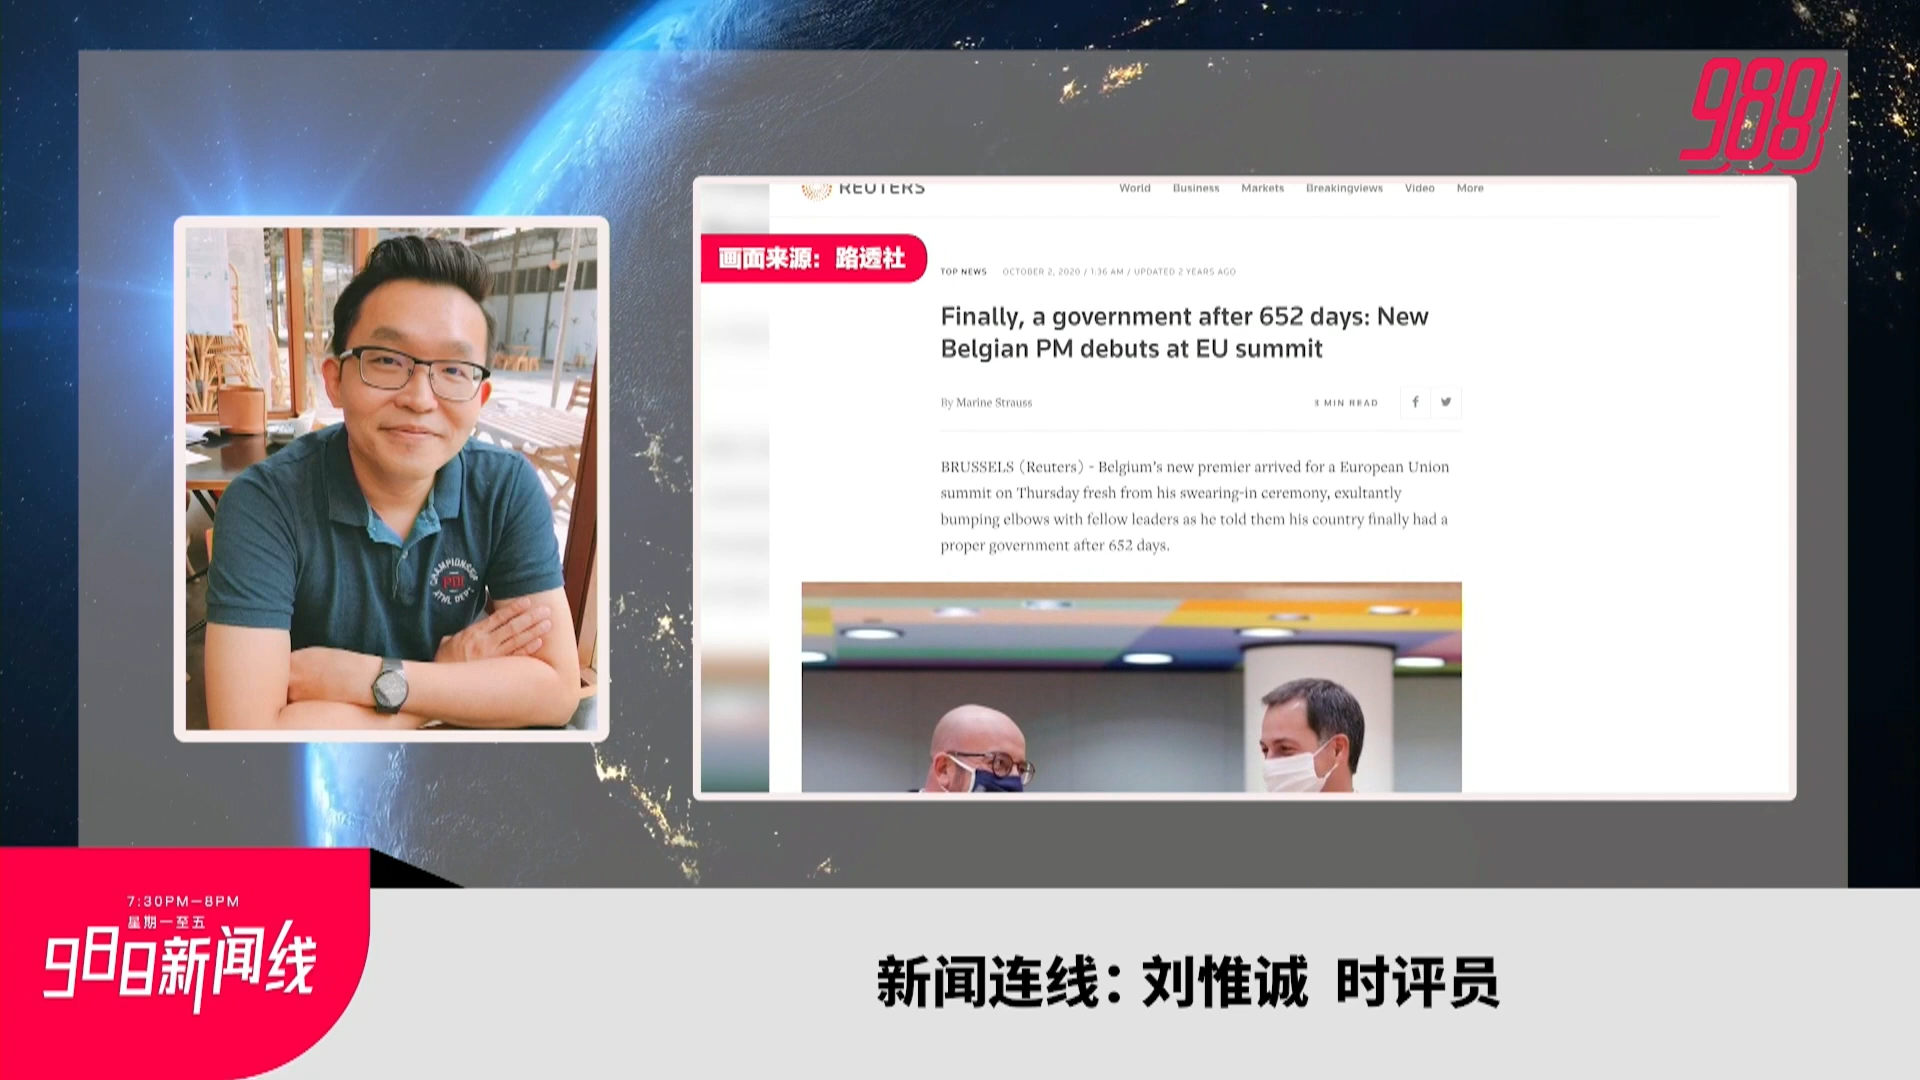 988
REUTERS
World Business Markets Breakingviews Video More
画面来源：路透社
TOP NEWS OCTOBER 2, 2020 / 1:36 AM / UPDATED 2 YEARS AGO
Finally, a government after 652 days: New
Belgian PM debuts at EU summit
By Marine Strauss
3 MIN READ
BRUSSELS (Reuters) - Belgium's new premier arrived for a European Union
summit on Thursday fresh from his swearing-in ceremony, exultantly
bumping elbows with fellow leaders as he told them his country finally had a
proper government after 652 days.
CHAMPIONSHIP
PDI
ATHL DEPT
7:30PM—8PM
星期一至五
988新闻线
新闻连线：刘惟诚 时评员